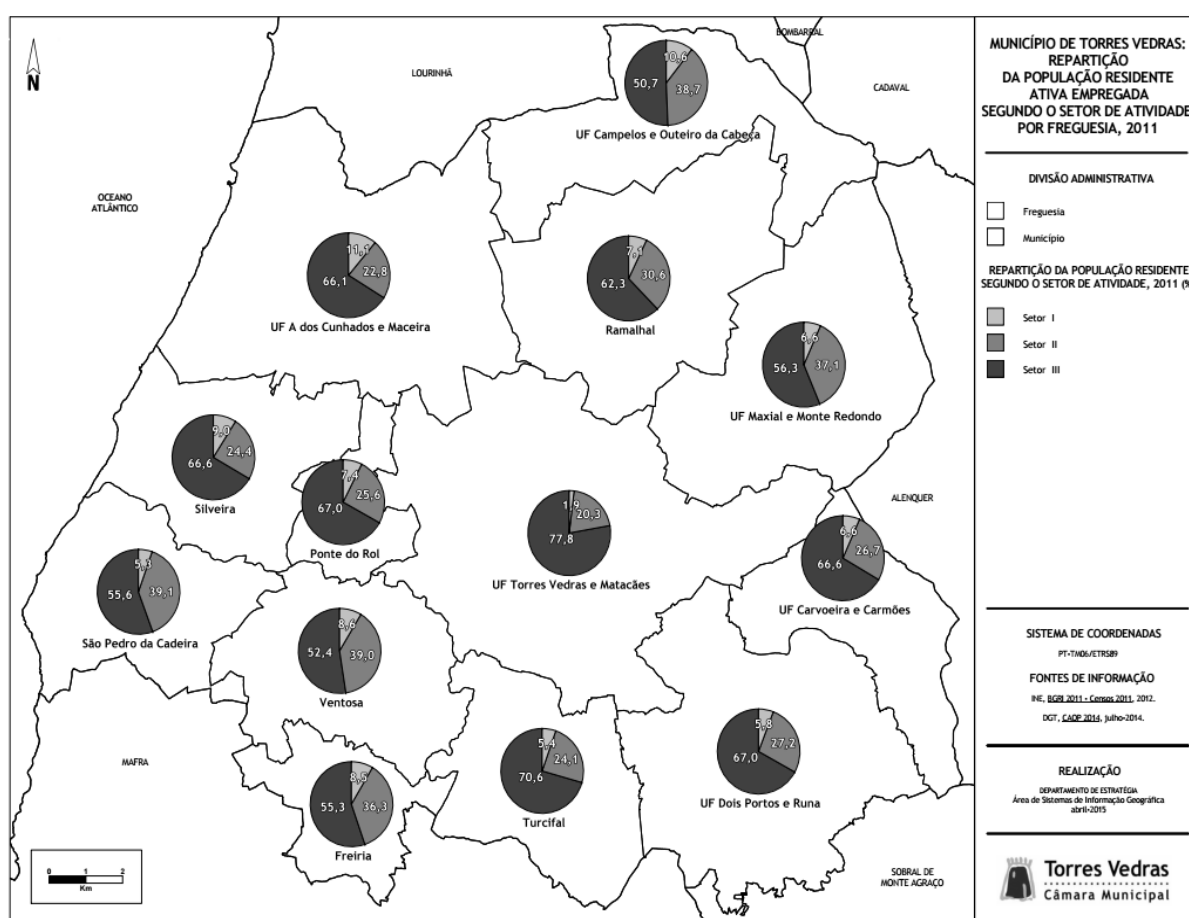 N
LOURINHÃ
BOMBARRAL
CADAVAL
OCEANO
ATLÂNTICO
10,6
50,7
38,7
UF Campelos e Outeiro da Cabeça
11,1
22,8
66,1
UF A dos Cunhados e Maceira
7,1
30,6
62,3
Ramalhal
6,6
37,1
56,3
UF Maxial e Monte Redondo
9,0
24,4
66,6
Silveira
7,4
25,6
67,0
Ponte do Rol
1,9
20,3
77,8
UF Torres Vedras e Matacães
ALENQUER
6,6
26,7
66,6
UF Carvoeira e Carmões
5,3
39,1
55,6
São Pedro da Cadeira
8,6
39,0
52,4
Ventosa
MAFRA
8,5
36,3
55,3
Freiria
5,4
24,1
70,6
Turcifal
5,8
27,2
67,0
UF Dois Portos e Runa
SOBRAL DE
MONTE AGRAÇO
0 1 2
Km
MUNICÍPIO DE TORRES VEDRAS:
REPARTIÇÃO
DA POPULAÇÃO RESIDENTE
ATIVA EMPREGADA
SEGUNDO O SETOR DE ATIVIDADE
POR FREGUESIA, 2011
DIVISÃO ADMINISTRATIVA
Freguesia
Município
REPARTIÇÃO DA POPULAÇÃO RESIDENTE
SEGUNDO O SETOR DE ATIVIDADE, 2011 (%
Setor I
Setor II
Setor III
SISTEMA DE COORDENADAS
PT-TM06/ETRS89
FONTES DE INFORMAÇÃO
INE, BGRI 2011 - Censos 2011, 2012.
DGT, CAOP 2014, julho-2014.
REALIZAÇÃO
DEPARTAMENTO DE ESTRATÉGIA
Área de Sistemas de Informação Geográfica
abril-2015
Torres Vedras
Câmara Municipal